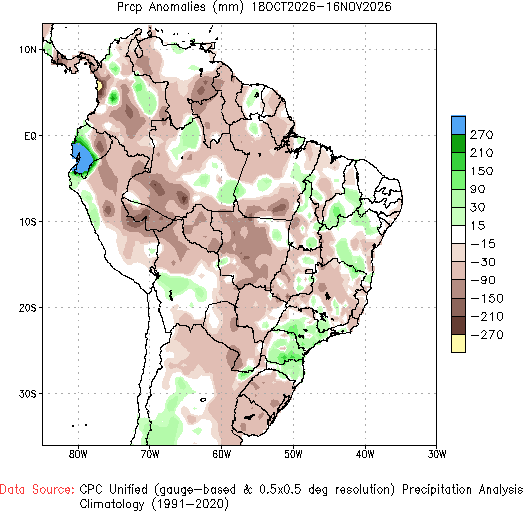 Prcp Anomalies (mm) 18OCT2026-16NOV2026
10N
EQ
10S
20S
30S
80W 70W 60W 50W 40W 30W
270
210
150
90
30
15
-15
-30
-90
-150
-210
-270
Data Source: CPC Unified (gauge-based & 0.5x0.5 deg resolution) Precipitation Analysis
Climatology (1991-2020)